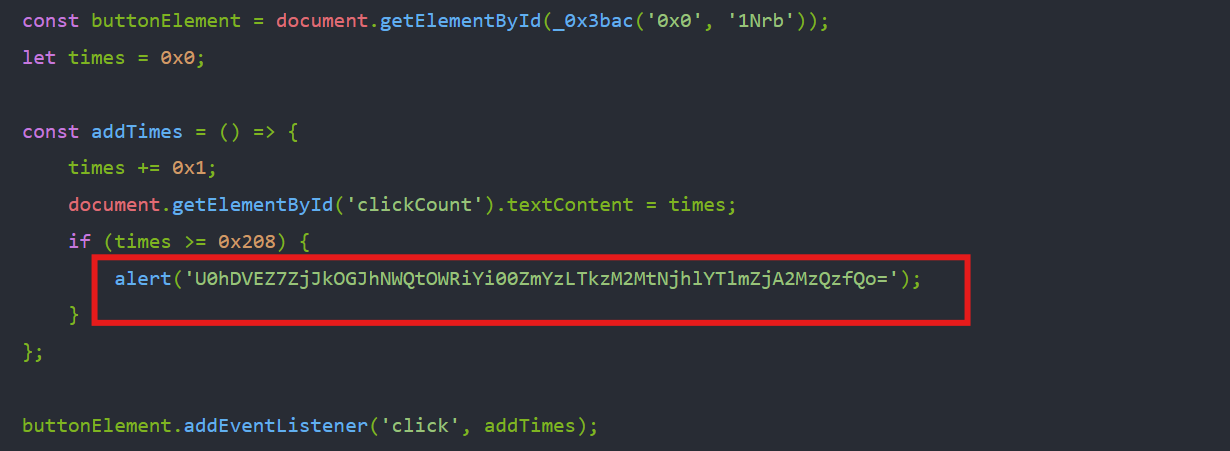 const buttonElement = document.getElementById(_0x3bac('0x0', '1Nrb'));
let times = 0x0;
const addTimes = () => {
times += 0x1;
document.getElementById('clickCount').textContent = times;
if (times >= 0x208) {
alert('U0hDVEZ7ZjJkOGJhNWQtOWRiYi00ZmYzLTkzM2MtNjhlYTlmZjA2MzQzfQo=');
}
};
buttonElement.addEventListener('click', addTimes);